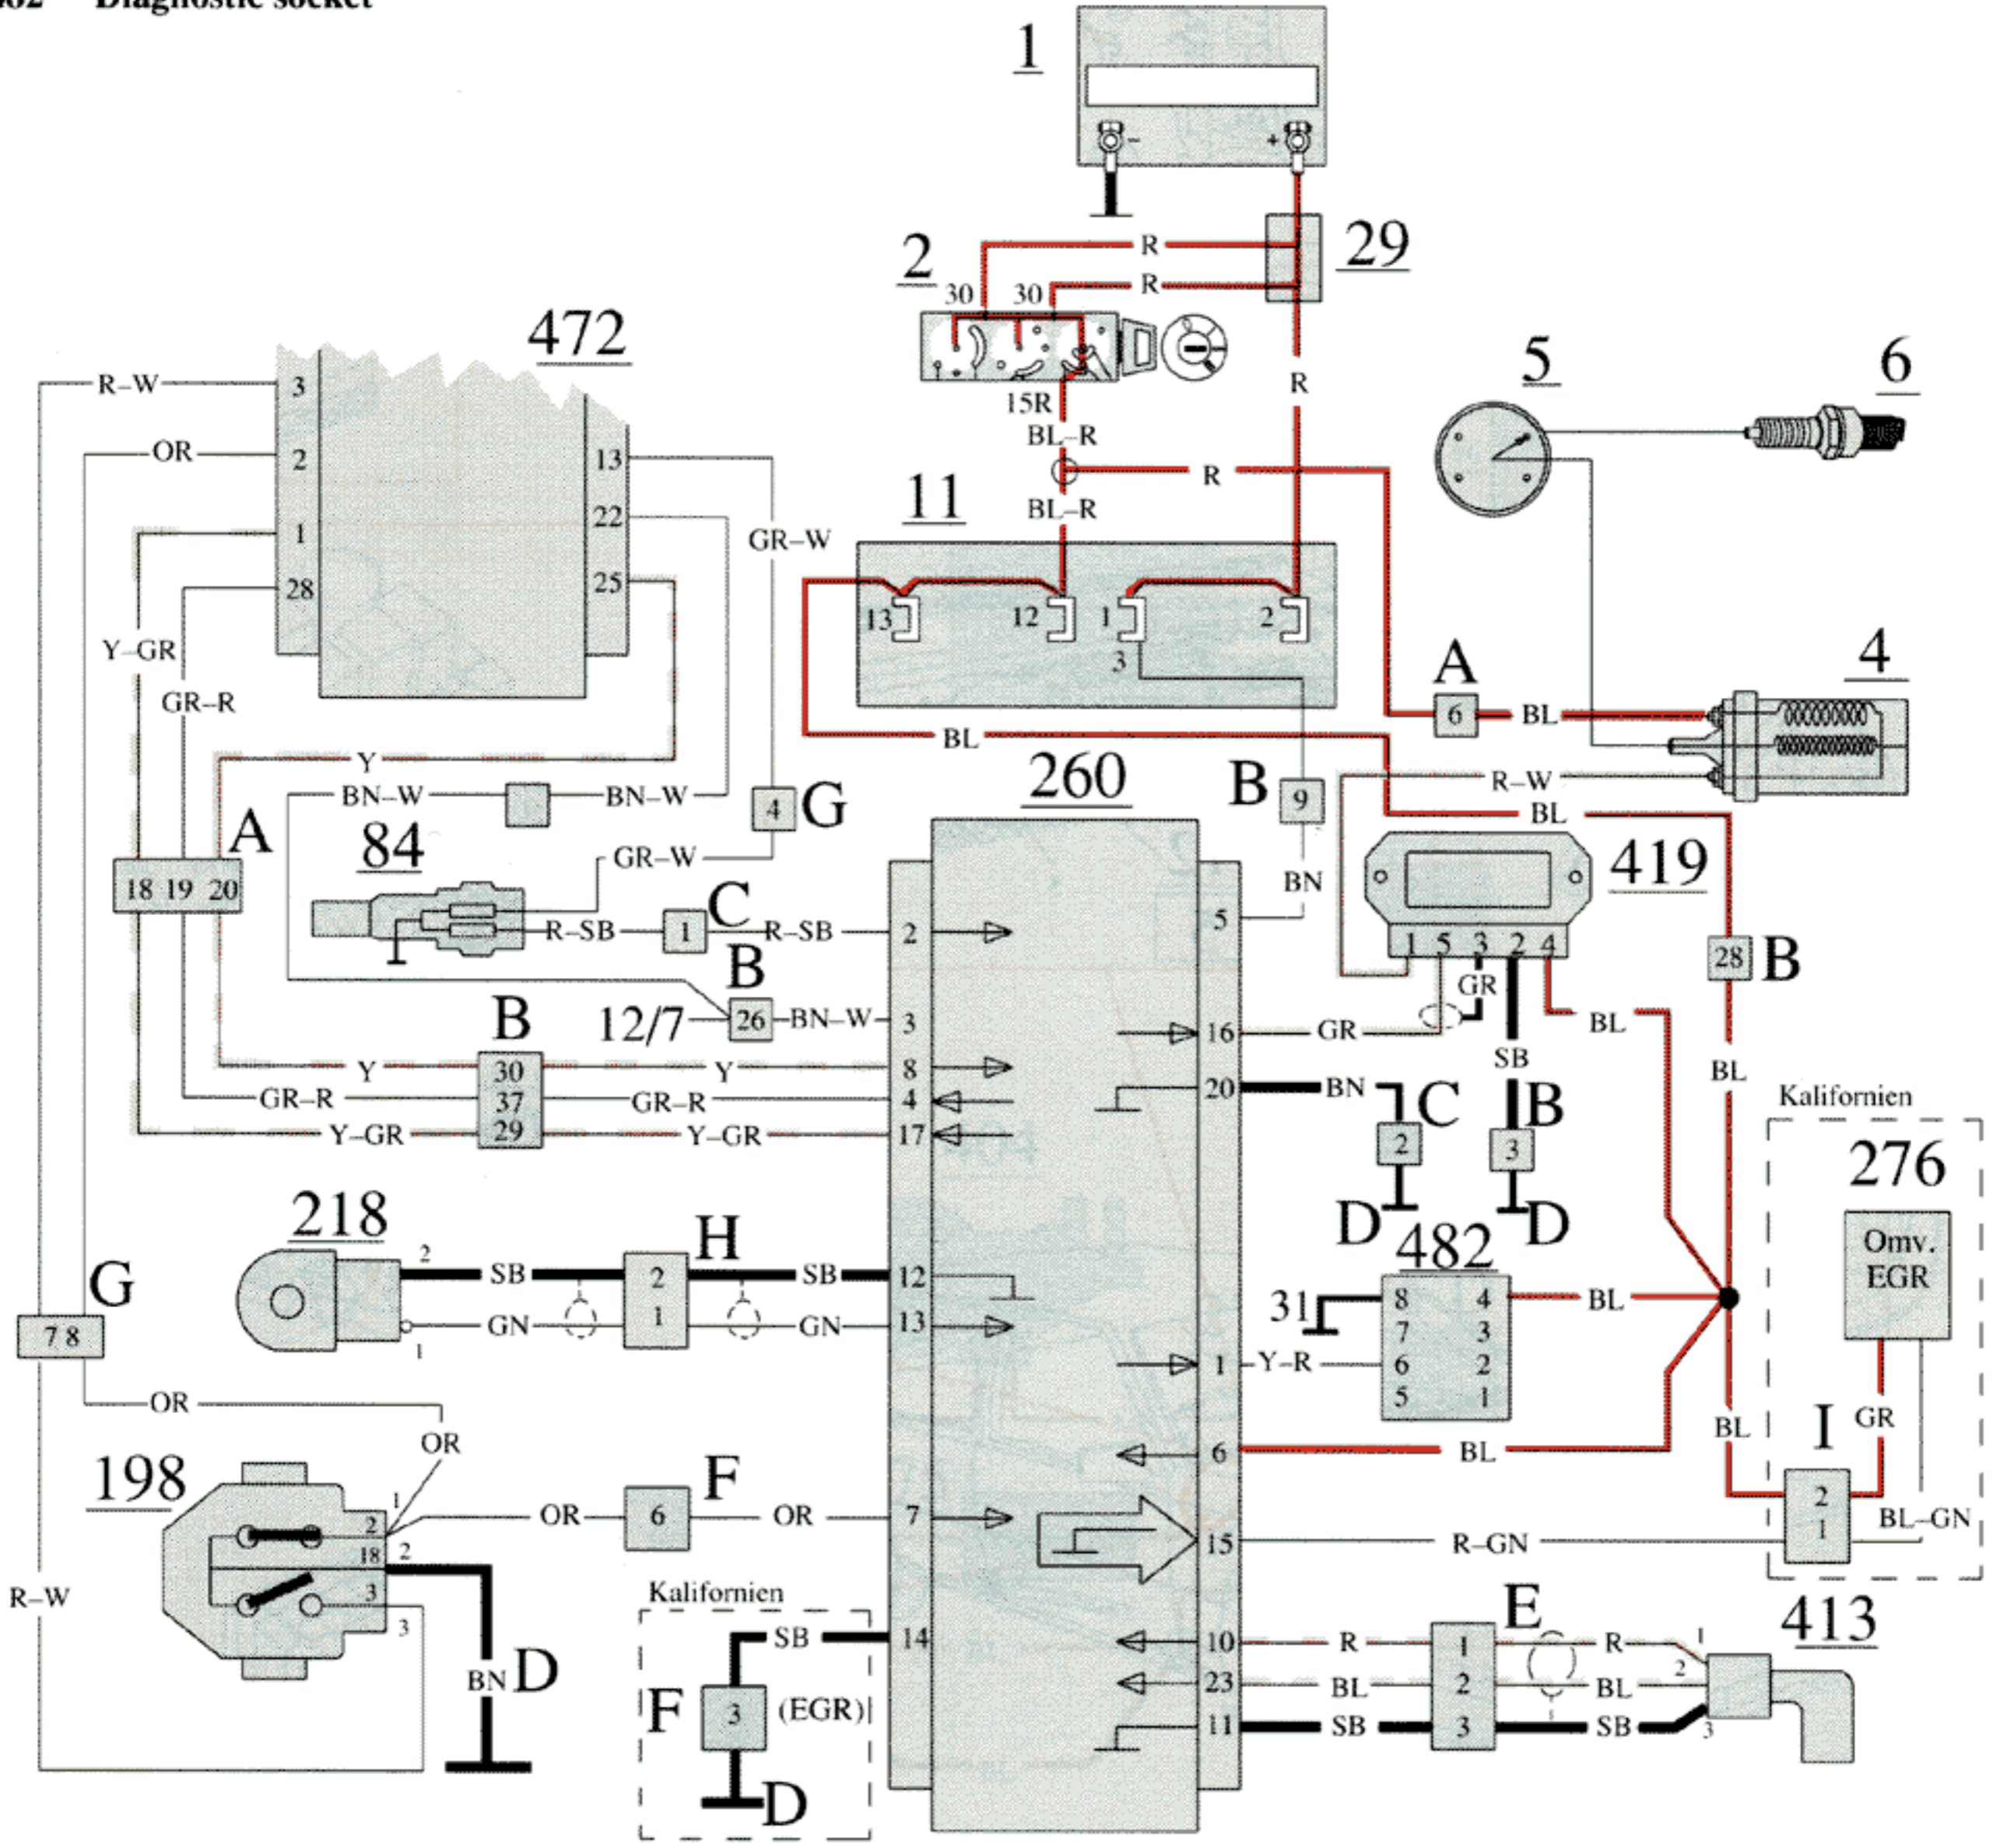 Diagnostic socket
1
- +
29
R
2
R
30 30
472
5
6
R-W
3
R
OR
2
13
15R
BL-R
R
22
11
BL-R
1
GR-W
28
25
13
12
1
2
3
Y-GR
A
4
GR-R
6
BL
BL
Y
260
R-W
BN-W
BN-W
B
9
4
G
BL
A
84
GR-W
419
BN
18 19 20
C
R-SB
1
R-SB
2
5
1 5 3 2 4
28
B
B
GR
12/7
26
BN-W
3
B
16
GR
BL
SB
Y
30
Y
8
BL
GR-R
37
GR-R
4
20
BN
C
B
Kalifornien
Y-GR
29
Y-GR
17
2
3
276
218
H
D
D
482
Omv.
EGR
2
SB
2
SB
12
31
8 4
BL
G
1
GN
1
GN
13
7 3
7 8
1
Y-R
6 2
5 1
OR
BL
I
GR
OR
6
BL
198
F
1
2
2
OR
6
OR
7
1
BL-GN
18
2
15
R-GN
R-W
Kalifornien
3
3
E
413
SB
14
10
R
1
R
1
BN
D
F
3
(EGR)
23
BL
2
BL
2
11
SB
3
SB
3
D